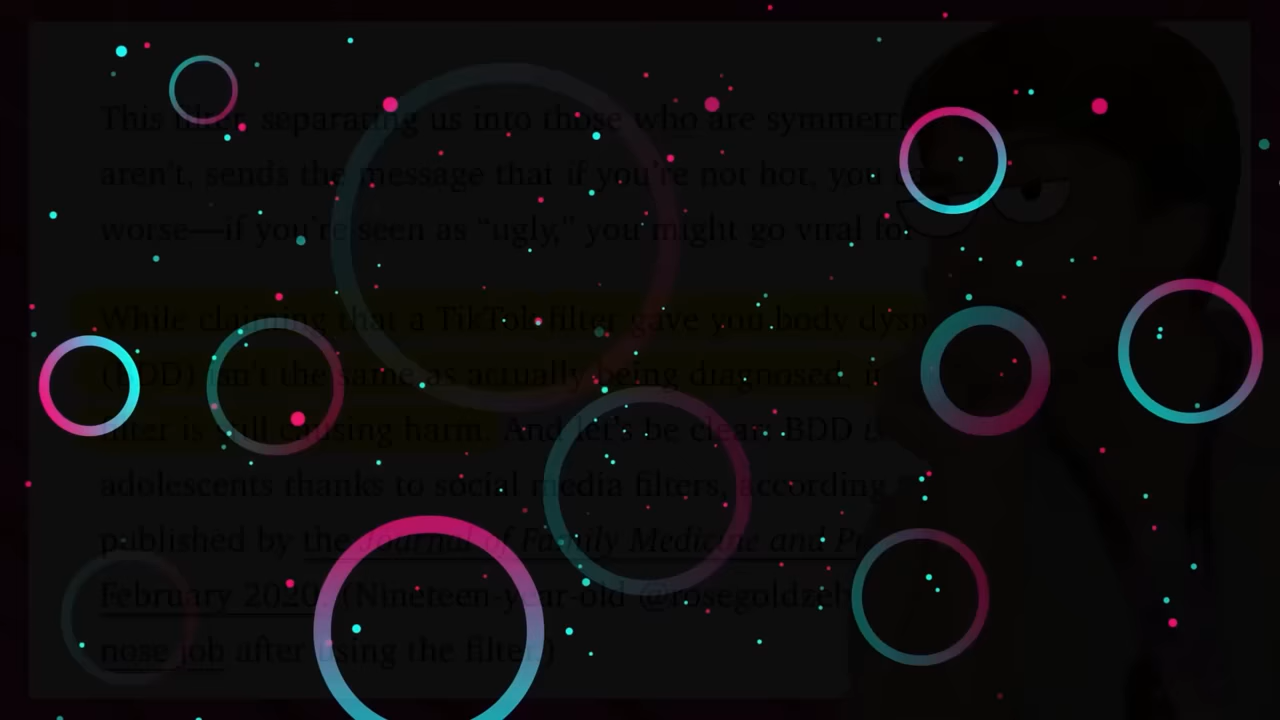 This filter, separating us into those who are symmetri
aren't, sends the message that if you're not hot, you
worse—if you're seen as "ugly," you might go viral for
While claiming that a TikTok filter gave you body dysm
(BDD) isn't the same as actually being diagnosed,
filter is still causing harm. And let's be clear: BDD
adolescents thanks to social media filters, according
published by the Journal of Family Medicine and Pr
February 2020. (Nineteen-year-old @rosegoldzeh
nose job after using the filter.)